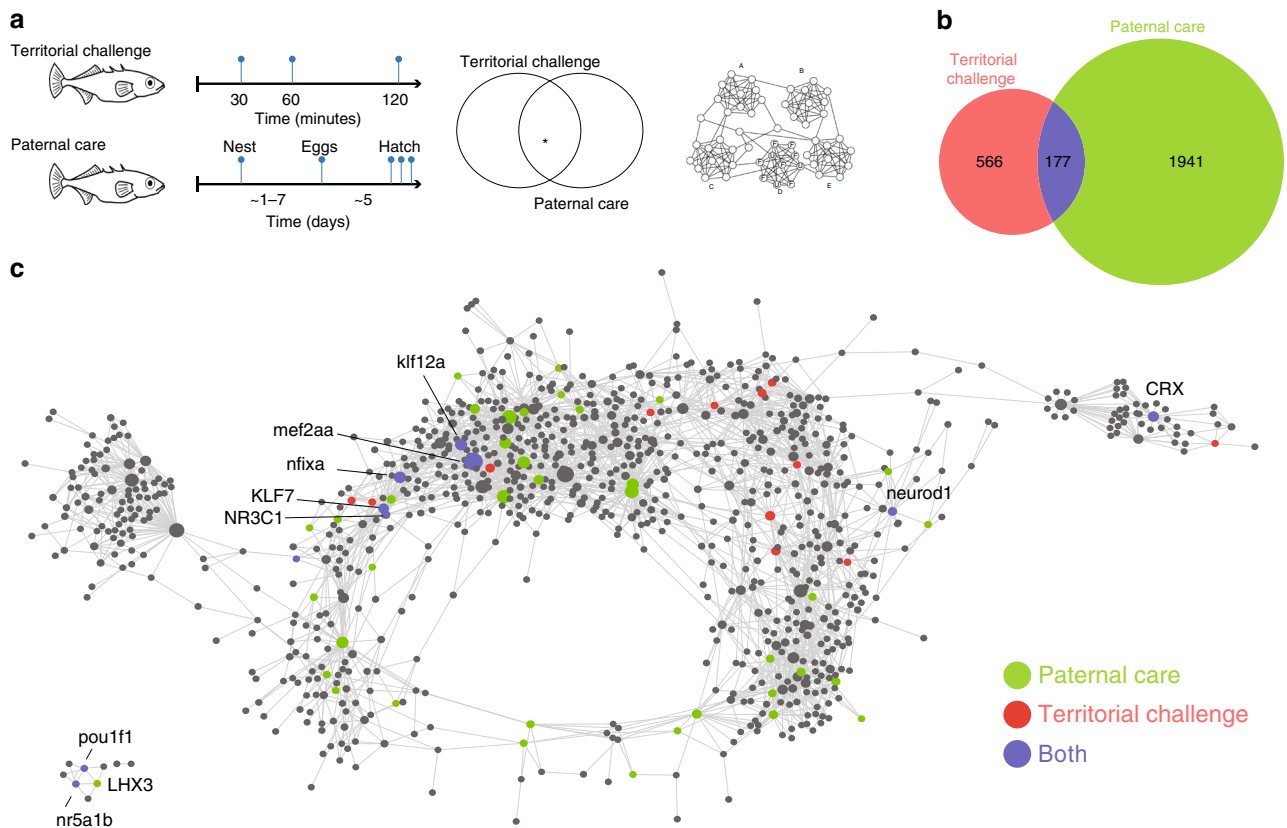 a
Territorial challenge
30
60
120
Time (minutes)
Paternal care
Nest
Eggs
Hatch
~1–7
~5
Time (days)
Territorial challenge
*
Paternal care
A
B
C
D
E
b
Paternal care
Territorial
challenge
566
177
1941
c
klf12a
mef2aa
nfixa
KLF7
NR3C1
CRX
neurod1
pou1f1
LHX3
nr5a1b
Paternal care
Territorial challenge
Both